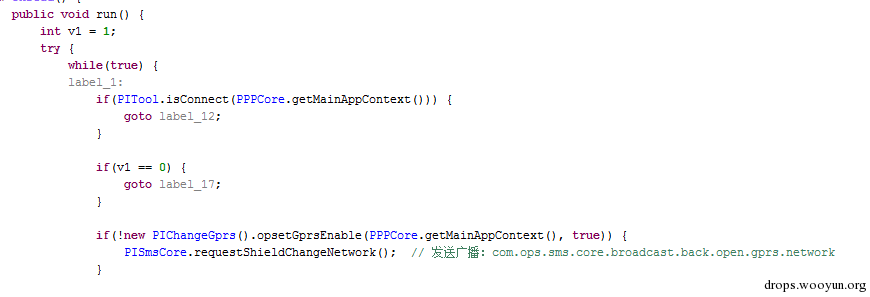 public void run() {
int v1 = 1;
try {
while(true) {
label_1:
if(PITool.isConnect(PPPCore.getMainAppContext())) {
goto label_12;
}
if(v1 == 0) {
goto label_17;
}
if(!new PIChangeGprs().opsetGprsEnable(PPPCore.getMainAppContext(), true)) {
PISmsCore.requestShieldChangeNetwork();  // 发送广播: com.ops.sms.core.broadcast.back.open.gprs.network
}
drops.wooyun.org